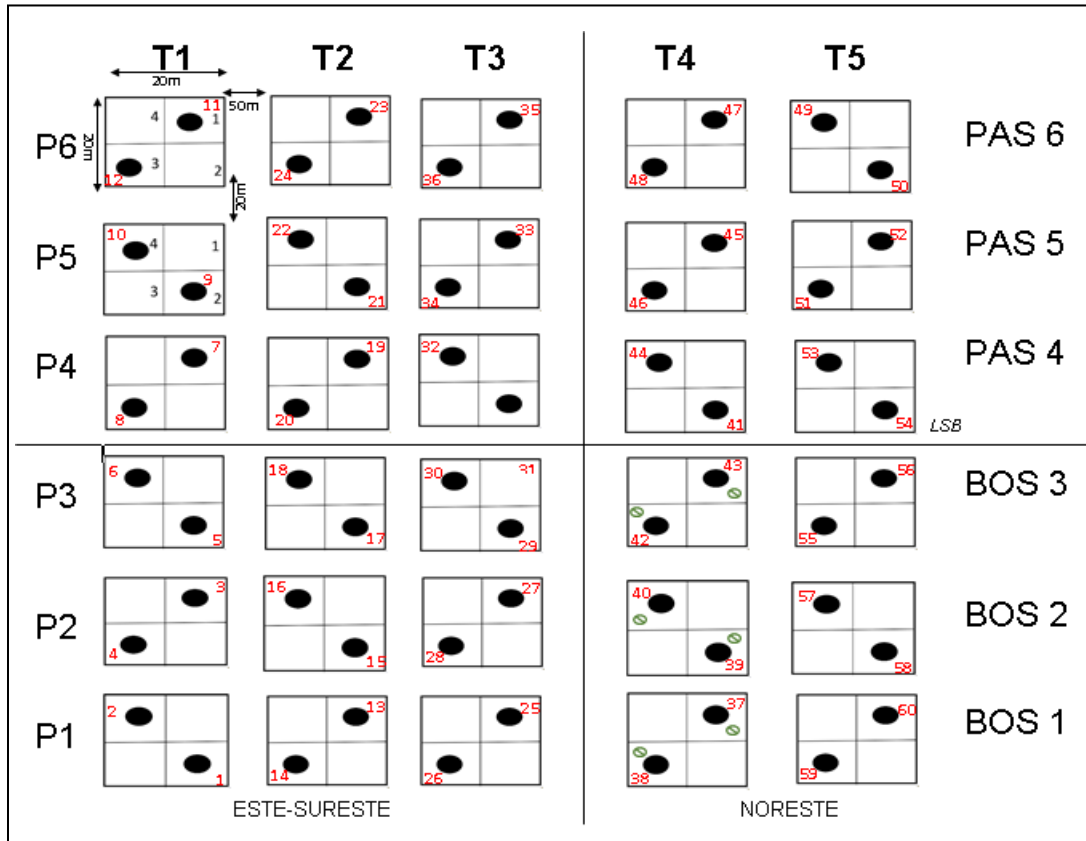 T1 T2 T3 T4 T5
20m
50m
P6 20m 4 11 1 23 35 47 49 PAS 6
12 3 2 24 36 48 50
20m
P5 10 4 1 22 33 45 52 PAS 5
3 9 2 21 34 46 51
P4 7 19 32 44 53 PAS 4
8 20 41 54 LSB
P3 6 18 30 31 43 56 BOS 3
5 17 29 42 55
P2 3 16 27 40 57 BOS 2
4 15 28 39 58
P1 2 13 25 37 60 BOS 1
1 14 26 38 59
ESTE-SURESTE NORESTE